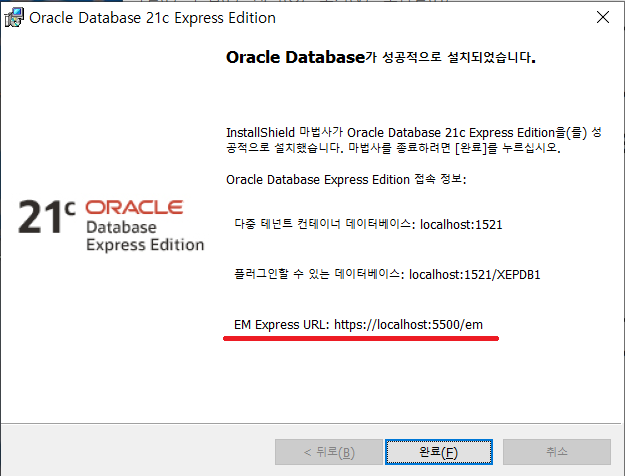 Oracle Database 21c Express Edition
Oracle Database가 성공적으로 설치되었습니다.
InstallShield 마법사가 Oracle Database 21c Express Edition을(를) 성
공적으로 설치했습니다. 마법사를 종료하려면 [완료]를 누르십시오.
Oracle Database Express Edition 접속 정보:
21c ORACLE
Database
Express Edition
다중 테넌트 컨테이너 데이터베이스: localhost:1521
플러그인할 수 있는 데이터베이스: localhost:1521/XEPDB1
EM Express URL: https://localhost:5500/em
< 뒤로(B)
완료(F)
취소